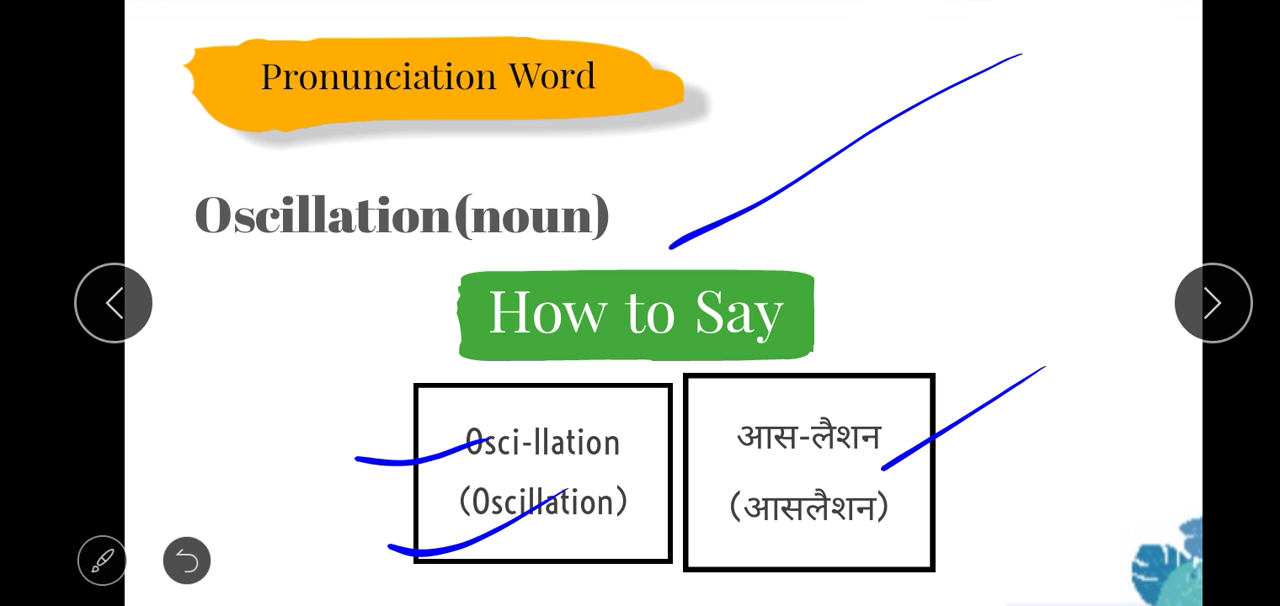 Pronunciation Word
Oscillation(noun)
How to Say
Osci-llation
(Oscillation)
आस-लैशन
(आसलैशन)